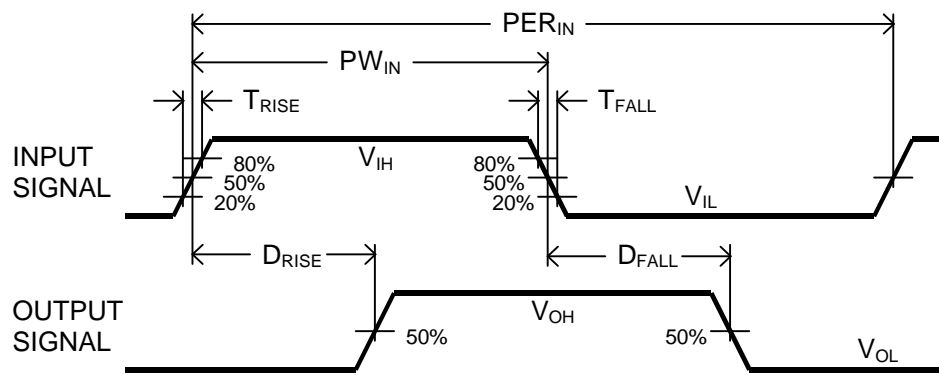 PER_IN
PW_IN
T_RISE
T_FALL
INPUT
SIGNAL
V_IH
80%
50%
20%
80%
50%
20%
V_IL
D_RISE
D_FALL
OUTPUT
SIGNAL
V_OH
50%
50%
V_OL